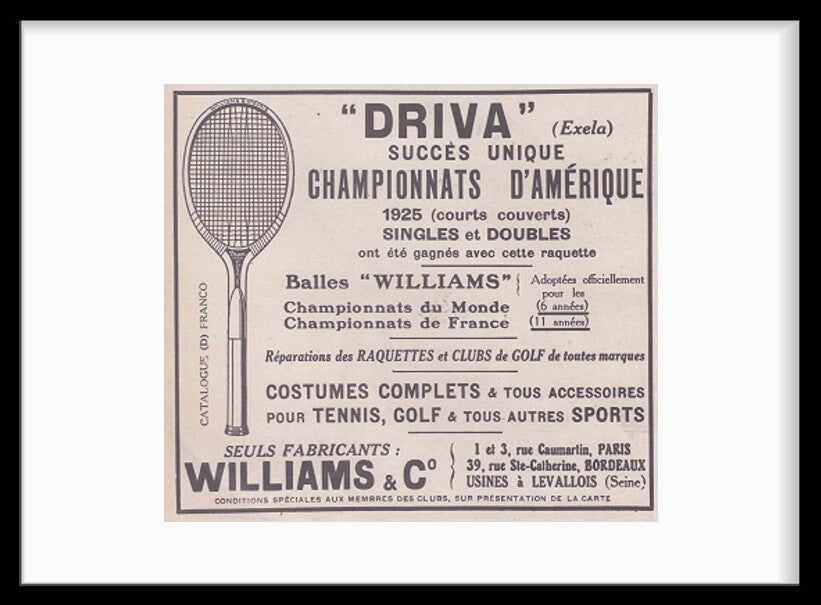 “DRIVA” (Exela)
SUCCÈS UNIQUE
CHAMPIONNATS D'AMÉRIQUE
1925 (courts couverts)
SINGLES et DOUBLES
ont été gagnés avec cette raquette
Balles “WILLIAMS”
Adoptées officiellement
pour les
Championnats du Monde (6 années)
Championnats de France (11 années)
Réparations des RAQUETTES et CLUBS de GOLF de toutes marques
COSTUMES COMPLETS & TOUS ACCESSOIRES
POUR TENNIS, GOLF & TOUS AUTRES SPORTS
CATALOGUE (D) FRANCO
SEULS FABRICANTS :
WILLIAMS & Cº
1 et 3, rue Caumartin, PARIS
39, rue Ste-Catherine, BORDEAUX
USINES à LEVALLOIS (Seine)
CONDITIONS SPÉCIALES AUX MEMBRES DES CLUBS, SUR PRÉSENTATION DE LA CARTE